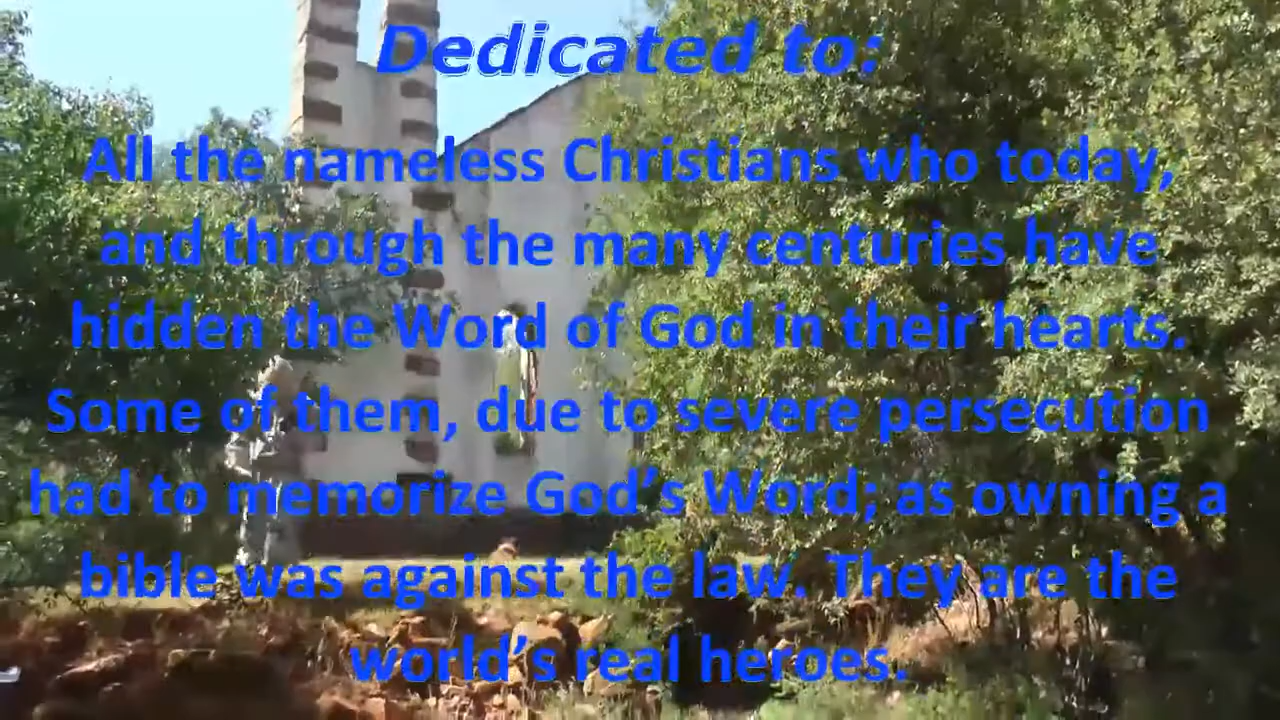 Dedicated to:
All the nameless Christians who today,
and through the many centuries have
hidden the Word of God in their hearts.
Some of them, due to severe persecution
had to memorize God’s Word; as owning a
bible was against the law. They are the
world’s real heroes.